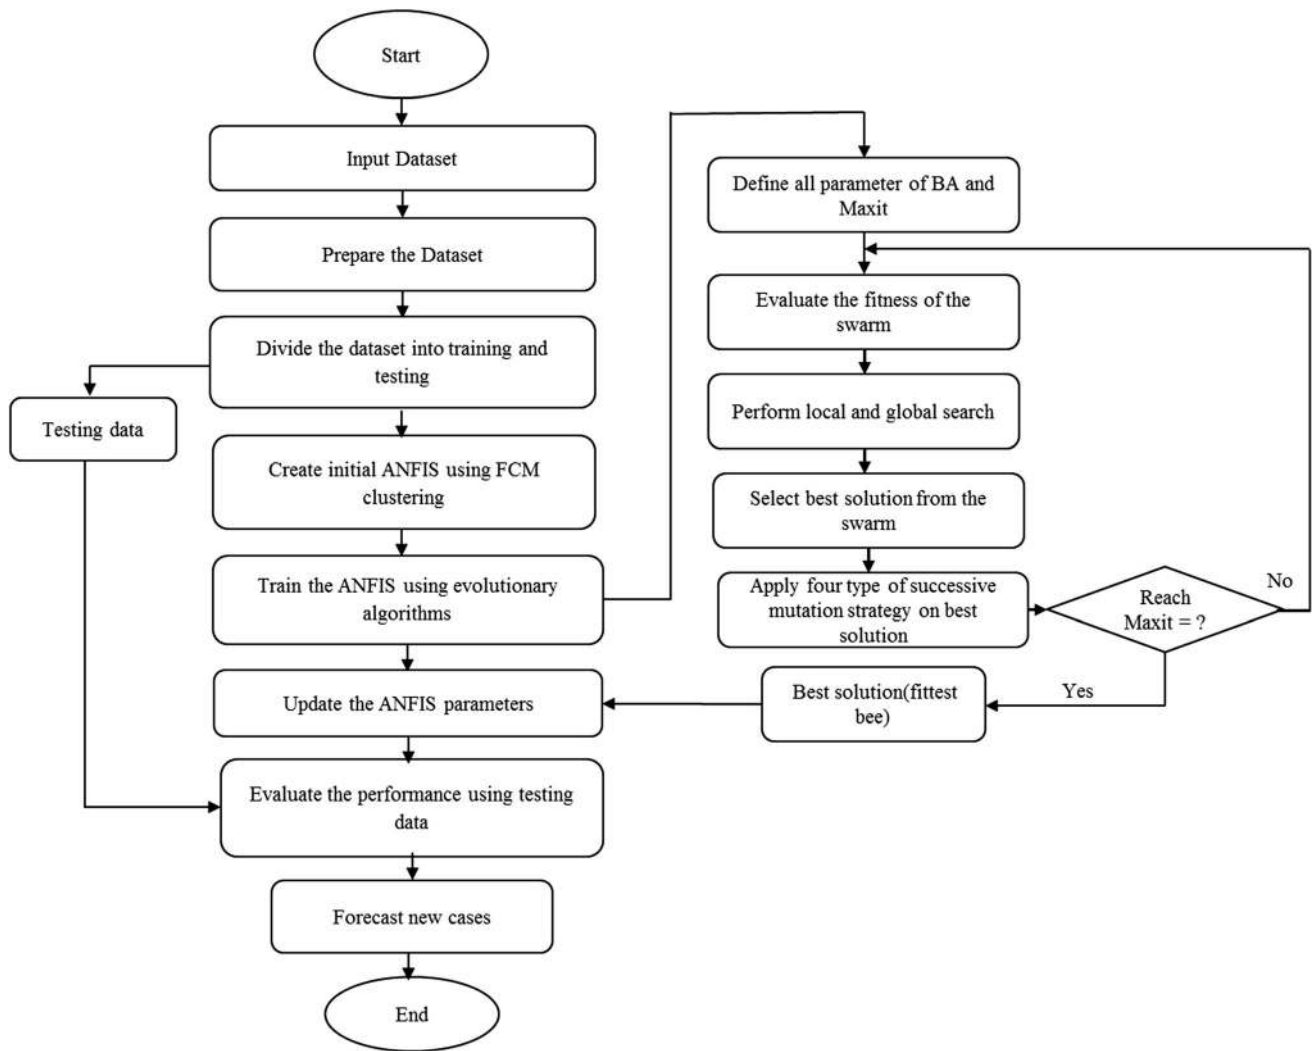 Start
Input Dataset
Prepare the Dataset
Divide the dataset into training and
testing
Testing data
Create initial ANFIS using FCM
clustering
Train the ANFIS using evolutionary
algorithms
Update the ANFIS parameters
Evaluate the performance using testing
data
Forecast new cases
End
Define all parameter of BA and
Maxit
Evaluate the fitness of the
swarm
Perform local and global search
Select best solution from the
swarm
Apply four type of successive
mutation strategy on best
solution
Reach
Maxit = ?
No
Yes
Best solution(fittest
bee)